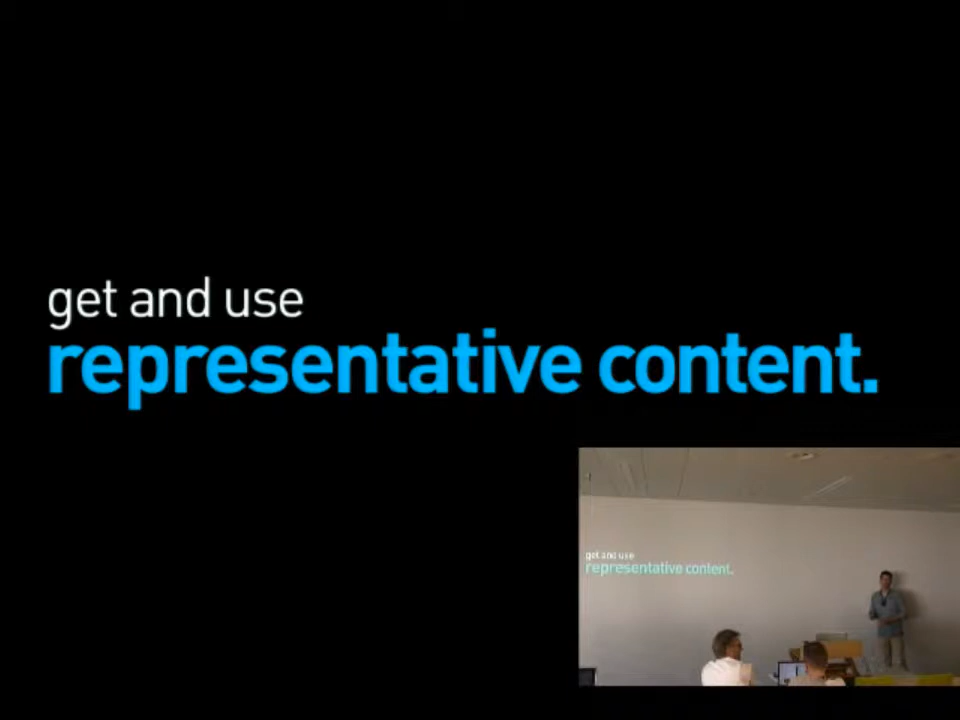 get and use
representative content.
get and use
representative content.